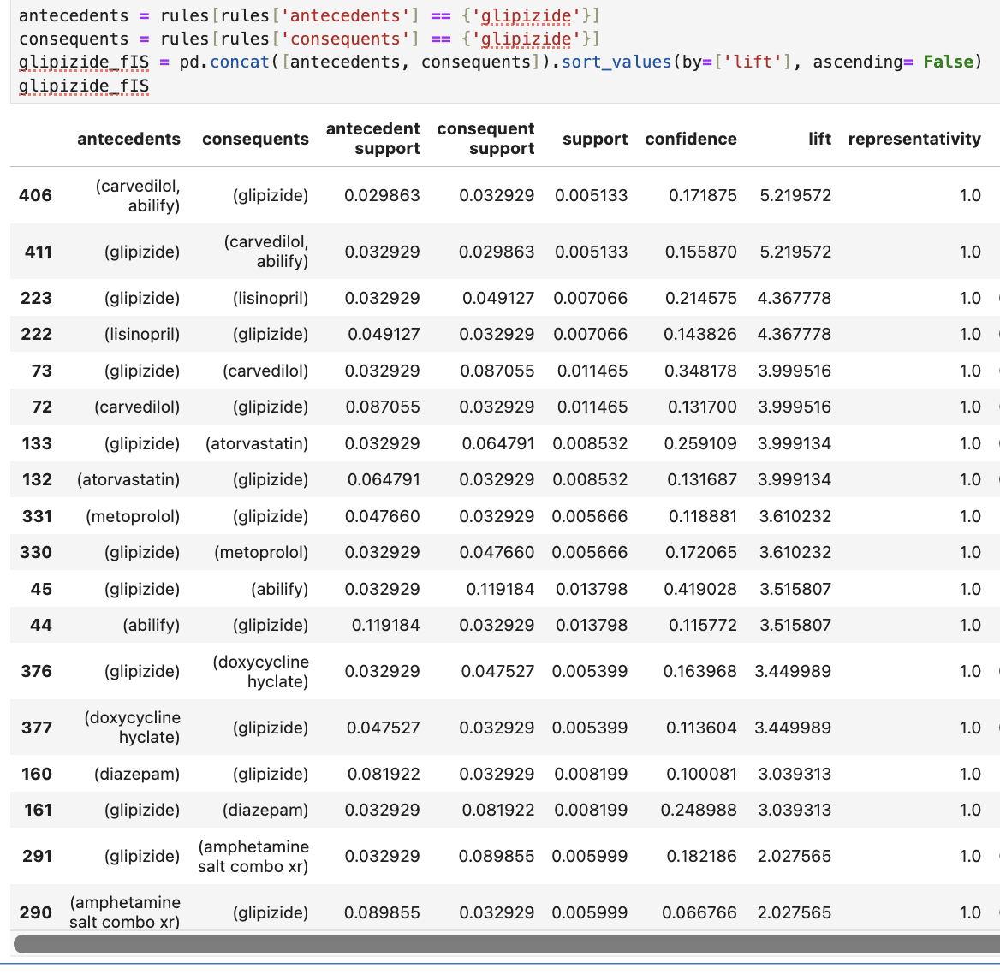 antecedents = rules[rules['antecedents'] == {'glipizide'}]
consequents = rules[rules['consequents'] == {'glipizide'}]
glipizide_fIS = pd.concat([antecedents, consequents]).sort_values(by=['lift'], ascending= False)
glipizide_fIS
antecedents consequents antecedent support consequent support support confidence lift representativity
406 (carvedilol, abilify) (glipizide) 0.029863 0.032929 0.005133 0.171875 5.219572 1.0
411 (glipizide) (carvedilol, abilify) 0.032929 0.029863 0.005133 0.155870 5.219572 1.0
223 (glipizide) (lisinopril) 0.032929 0.049127 0.007066 0.214575 4.367778 1.0
222 (lisinopril) (glipizide) 0.049127 0.032929 0.007066 0.143826 4.367778 1.0
73 (glipizide) (carvedilol) 0.032929 0.087055 0.011465 0.348178 3.999516 1.0
72 (carvedilol) (glipizide) 0.087055 0.032929 0.011465 0.131700 3.999516 1.0
133 (glipizide) (atorvastatin) 0.032929 0.064791 0.008532 0.259109 3.999134 1.0
132 (atorvastatin) (glipizide) 0.064791 0.032929 0.008532 0.131687 3.999134 1.0
331 (metoprolol) (glipizide) 0.047660 0.032929 0.005666 0.118881 3.610232 1.0
330 (glipizide) (metoprolol) 0.032929 0.047660 0.005666 0.172065 3.610232 1.0
45 (glipizide) (abilify) 0.032929 0.119184 0.013798 0.419028 3.515807 1.0
44 (abilify) (glipizide) 0.119184 0.032929 0.013798 0.115772 3.515807 1.0
376 (glipizide) (doxycycline hyclate) 0.032929 0.047527 0.005399 0.163968 3.449989 1.0
377 (doxycycline hyclate) (glipizide) 0.047527 0.032929 0.005399 0.113604 3.449989 1.0
160 (diazepam) (glipizide) 0.081922 0.032929 0.008199 0.100081 3.039313 1.0
161 (glipizide) (diazepam) 0.032929 0.081922 0.008199 0.248988 3.039313 1.0
291 (glipizide) (amphetamine salt combo xr) 0.032929 0.089855 0.005999 0.182186 2.027565 1.0
290 (amphetamine salt combo xr) (glipizide) 0.089855 0.032929 0.005999 0.066766 2.027565 1.0